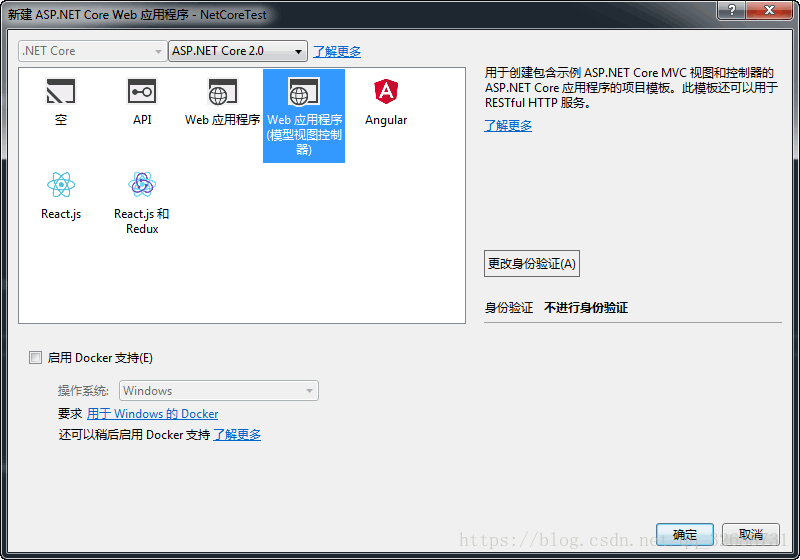 新建 ASP.NET Core Web 应用程序 - NetCoreTest
.NET Core
ASP.NET Core 2.0
了解更多
空
API
Web 应用程序
Web 应用程序
(模型视图控制
器)
Angular
React.js
React.js 和
Redux
用于创建包含示例 ASP.NET Core MVC 视图和控制器的
ASP.NET Core 应用程序的项目模板。此模板还可以用于
RESTful HTTP 服务。
了解更多
更改身份验证(A)
身份验证 不进行身份验证
启用 Docker 支持(E)
操作系统: Windows
要求 用于 Windows 的 Docker
还可以稍后启用 Docker 支持 了解更多
确定
取消
https://blog.csdn.net